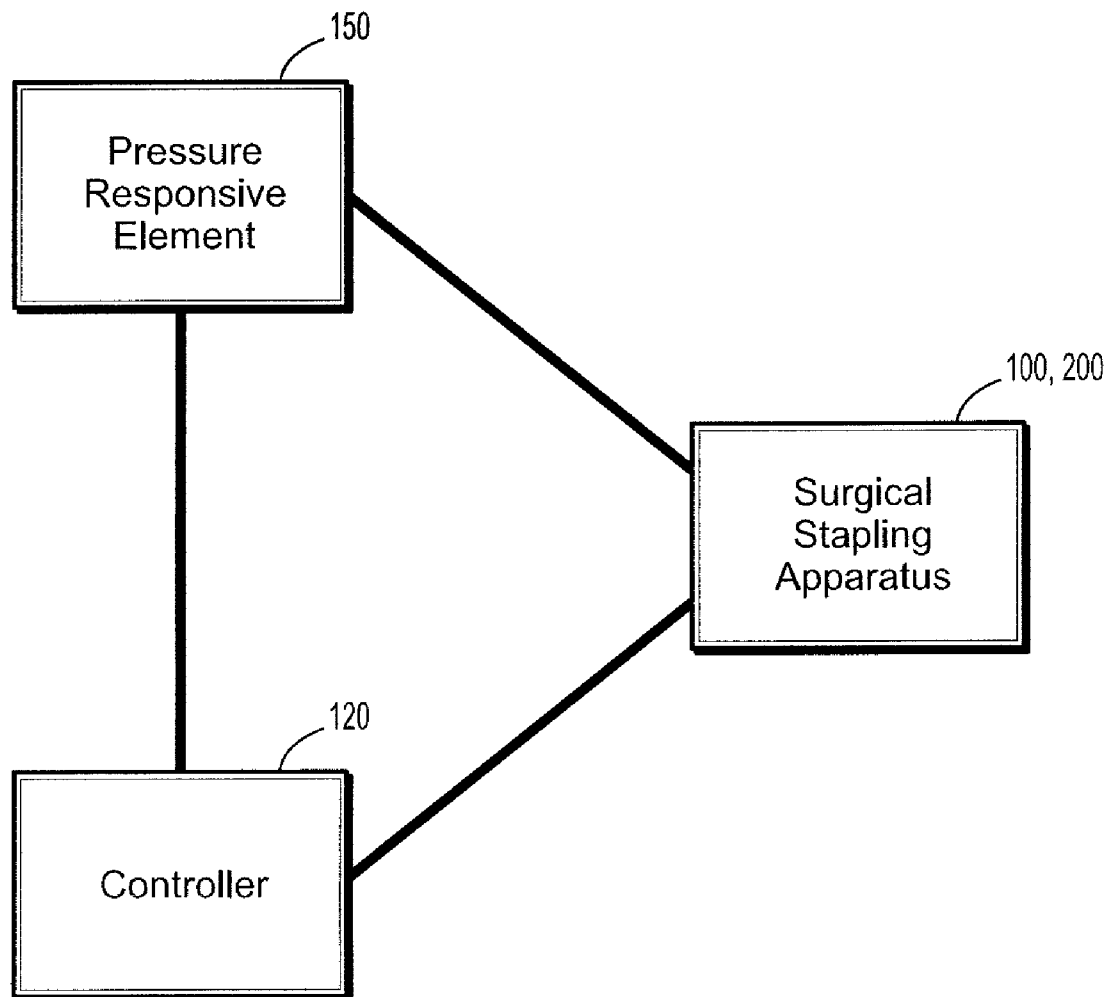 150
Pressure
Responsive
Element
100, 200
Surgical
Stapling
Apparatus
120
Controller